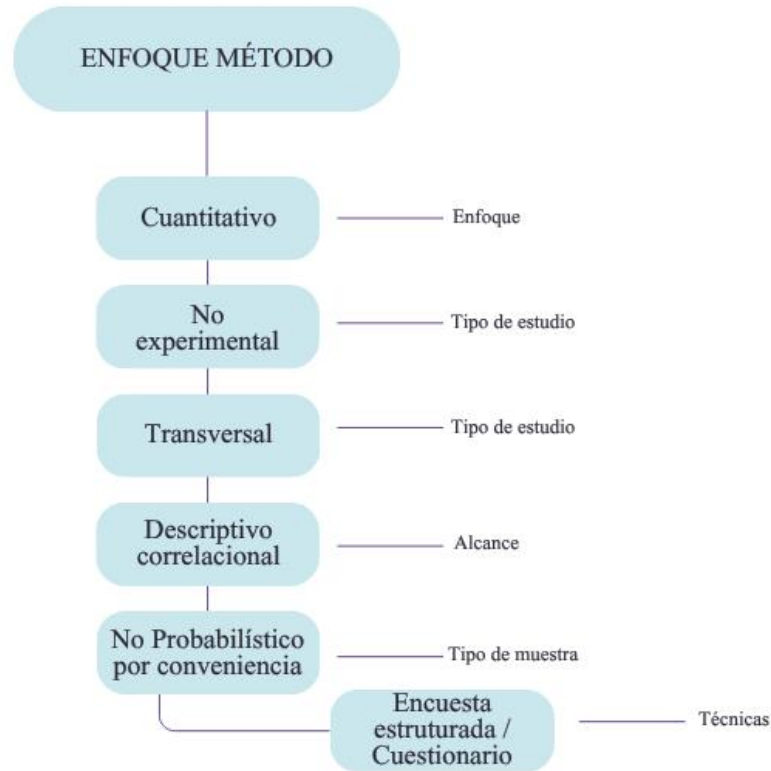 ENFOQUE MÉTODO
Cuantitativo
Enfoque
No
experimental
Tipo de estudio
Transversal
Tipo de estudio
Descriptivo
correlacional
Alcance
No Probabilístico
por conveniencia
Tipo de muestra
Encuesta
estruturada /
Cuestionario
Técnicas